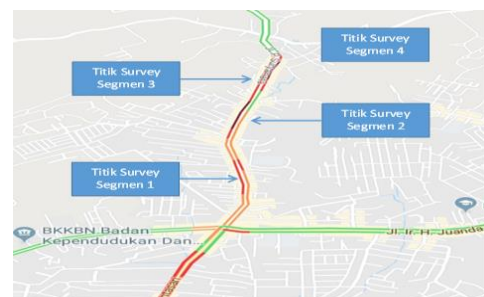 Titik Survey
Segmen 4
Titik Survey
Segmen 3
Titik Survey
Segmen 2
Titik Survey
Segmen 1
BKKBN Badan
Kependudukan Dan...
Jl. Ir. H. Juanda